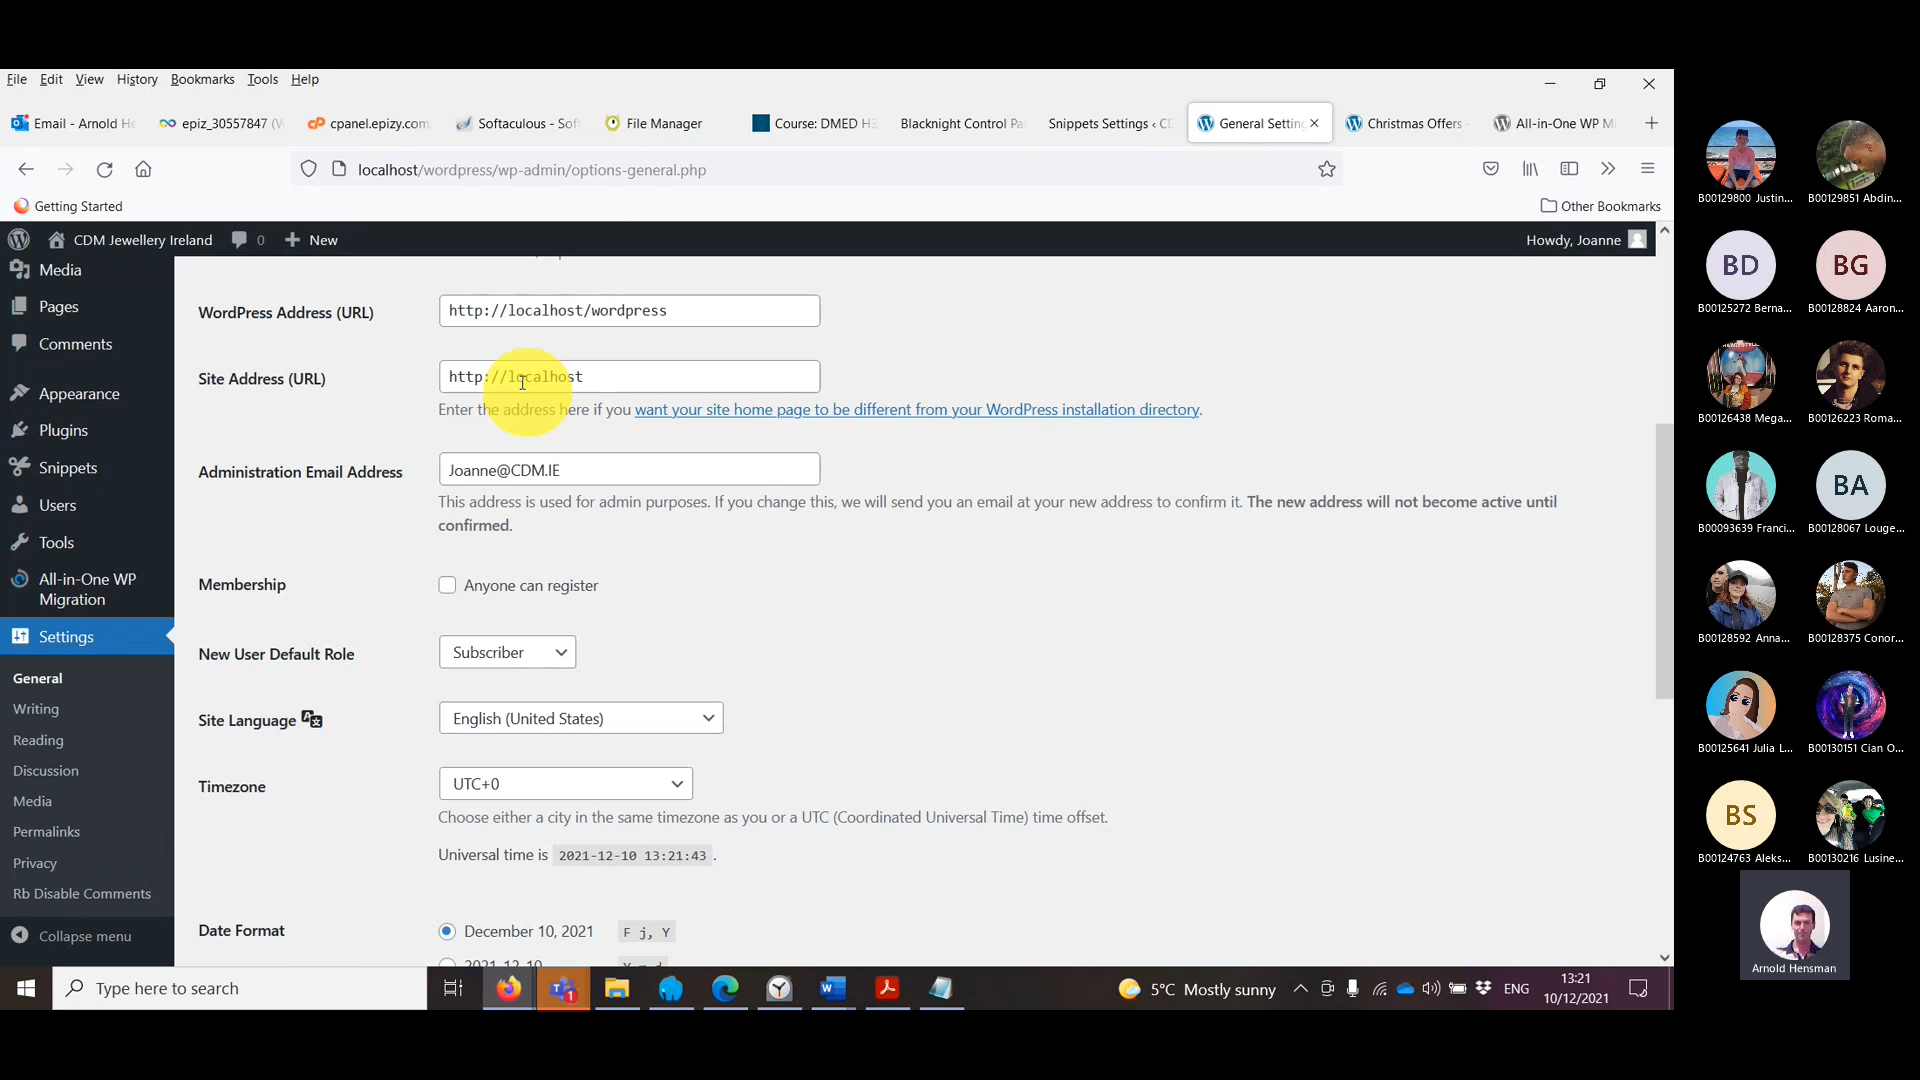 File Edit View History Bookmarks Tools Help
Email - Arnold He
epiz_30557847 (V
cpanel.epizy.com
Softaculous - Sof
File Manager
Course: DMED H3
Blacknight Control Pa
Snippets Settings ‹ CD
General Setting
Christmas Offers -
All-in-One WP Mi
localhost/wordpress/wp-admin/options-general.php
Getting Started
Other Bookmarks
CDM Jewellery Ireland 0 New
Howdy, Joanne
Media
Pages
Comments
Appearance
Plugins
Snippets
Users
Tools
All-in-One WP
Migration
Settings
General
Writing
Reading
Discussion
Media
Permalinks
Privacy
Rb Disable Comments
Collapse menu
WordPress Address (URL)
http://localhost/wordpress
Site Address (URL)
http://localhost
Enter the address here if you want your site home page to be different from your WordPress installation directory.
Administration Email Address
Joanne@CDM.IE
This address is used for admin purposes. If you change this, we will send you an email at your new address to confirm it. The new address will not become active until
confirmed.
Membership
Anyone can register
New User Default Role
Subscriber
Site Language
English (United States)
Timezone
UTC+0
Choose either a city in the same timezone as you or a UTC (Coordinated Universal Time) time offset.
Universal time is 2021-12-10 13:21:43 .
Date Format
December 10, 2021 F j, Y
2021-12-10
Type here to search
1
5°C Mostly sunny
ENG
13:21
10/12/2021
B00129800 Justin...
B00129851 Abdin...
BD
B00125272 Berna...
BG
B00128824 Aaron...
B00126438 Mega...
B00126223 Roma...
B00093639 Franci...
BA
B00128067 Louge...
B00128592 Anna...
B00128375 Conor...
B00125641 Julia L...
B00130151 Cian O...
BS
B00124763 Aleks...
B00130216 Lusine...
Arnold Hensman